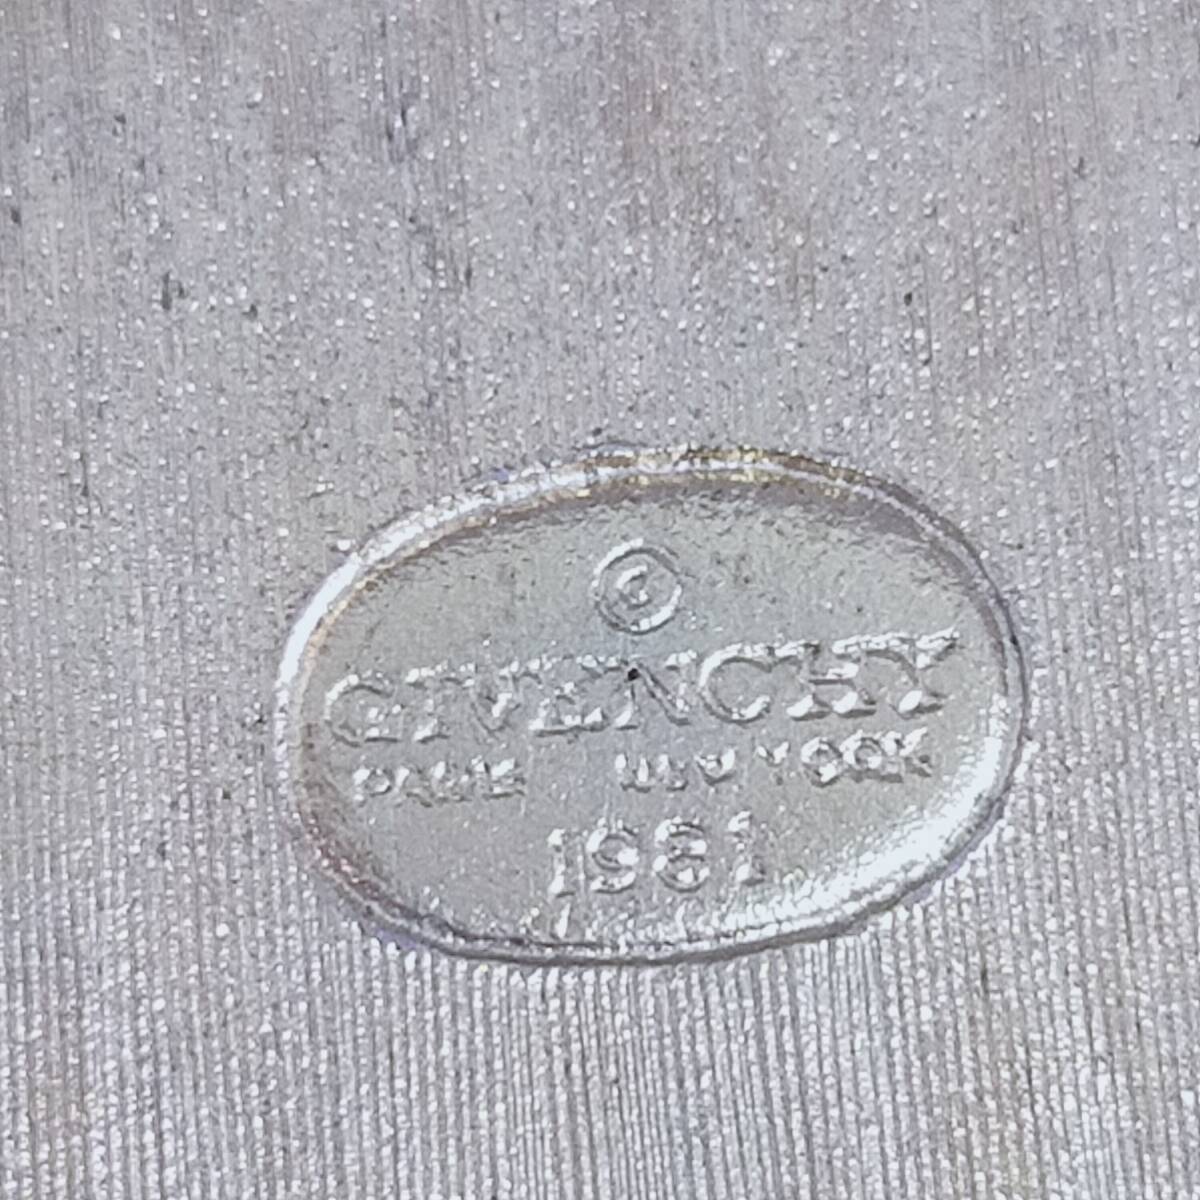 ©
GIVENCHY
PARIS NEW YORK
1981